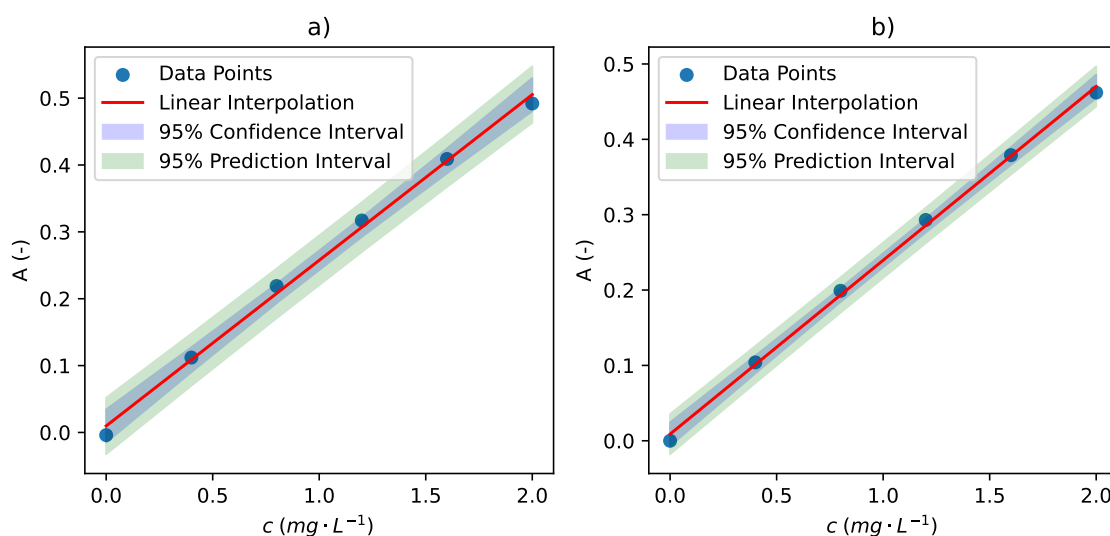 a)
Data Points
Linear Interpolation
95% Confidence Interval
95% Prediction Interval
A (-)
0.5
0.4
0.3
0.2
0.1
0.0
0.0 0.5 1.0 1.5 2.0
c (mg · L⁻¹)
b)
Data Points
Linear Interpolation
95% Confidence Interval
95% Prediction Interval
A (-)
0.5
0.4
0.3
0.2
0.1
0.0
0.0 0.5 1.0 1.5 2.0
c (mg · L⁻¹)